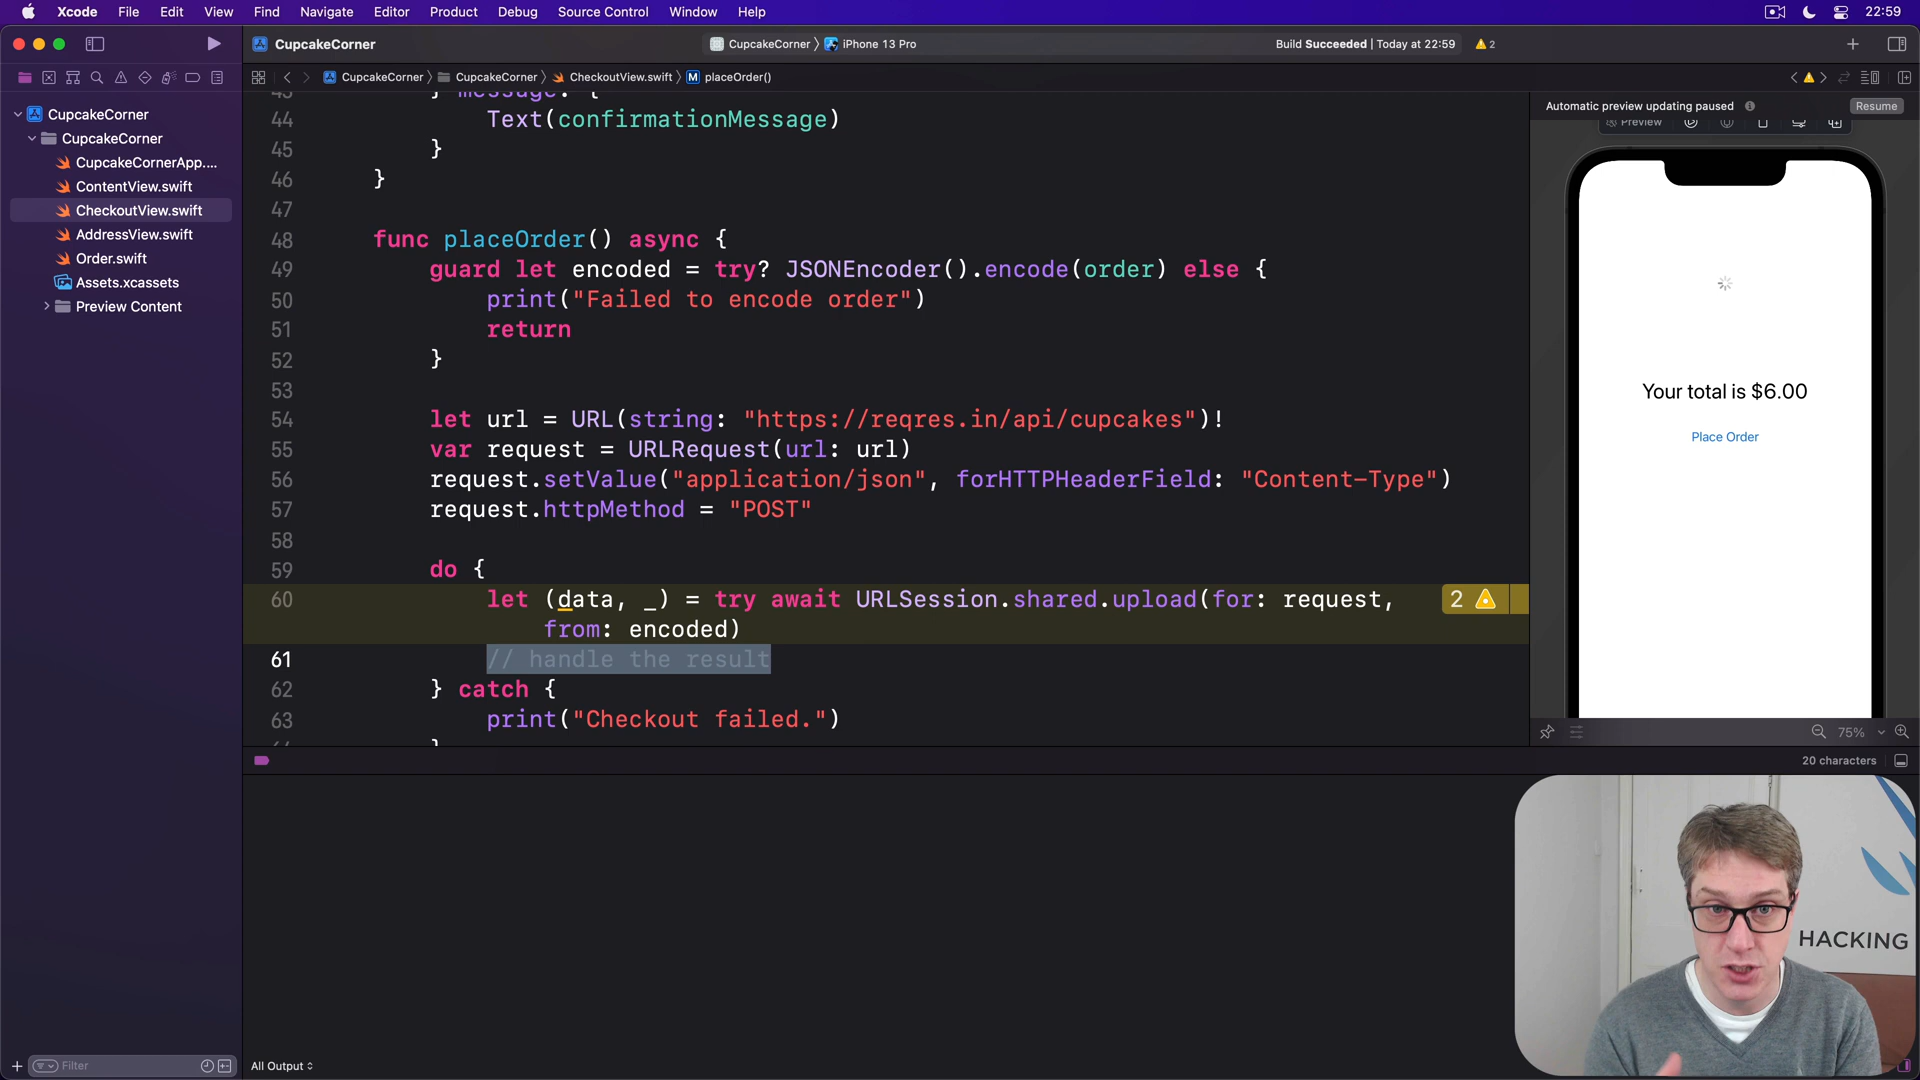 Xcode File Edit View Find Navigate Editor Product Debug Source Control Window Help 22:59
CupcakeCorner
CupcakeCorner iPhone 13 Pro
Build Succeeded | Today at 22:59
2
CupcakeCorner CupcakeCorner CheckoutView.swift M placeOrder()
CupcakeCorner
CupcakeCorner
CupcakeCornerApp....
ContentView.swift
CheckoutView.swift
AddressView.swift
Order.swift
Assets.xcassets
Preview Content
Filter
43 } message: {
44 Text(confirmationMessage)
45 }
46 }
47
48 func placeOrder() async {
49 guard let encoded = try? JSONEncoder().encode(order) else {
50 print("Failed to encode order")
51 return
52 }
53
54 let url = URL(string: "https://reqres.in/api/cupcakes")!
55 var request = URLRequest(url: url)
56 request.setValue("application/json", forHTTPHeaderField: "Content-Type")
57 request.httpMethod = "POST"
58
59 do {
60 let (data, _) = try await URLSession.shared.upload(for: request, 2
from: encoded)
61 // handle the result
62 } catch {
63 print("Checkout failed.")
64 }
Automatic preview updating paused Resume
Preview
Your total is $6.00
Place Order
75%
20 characters
All Output
HACKING